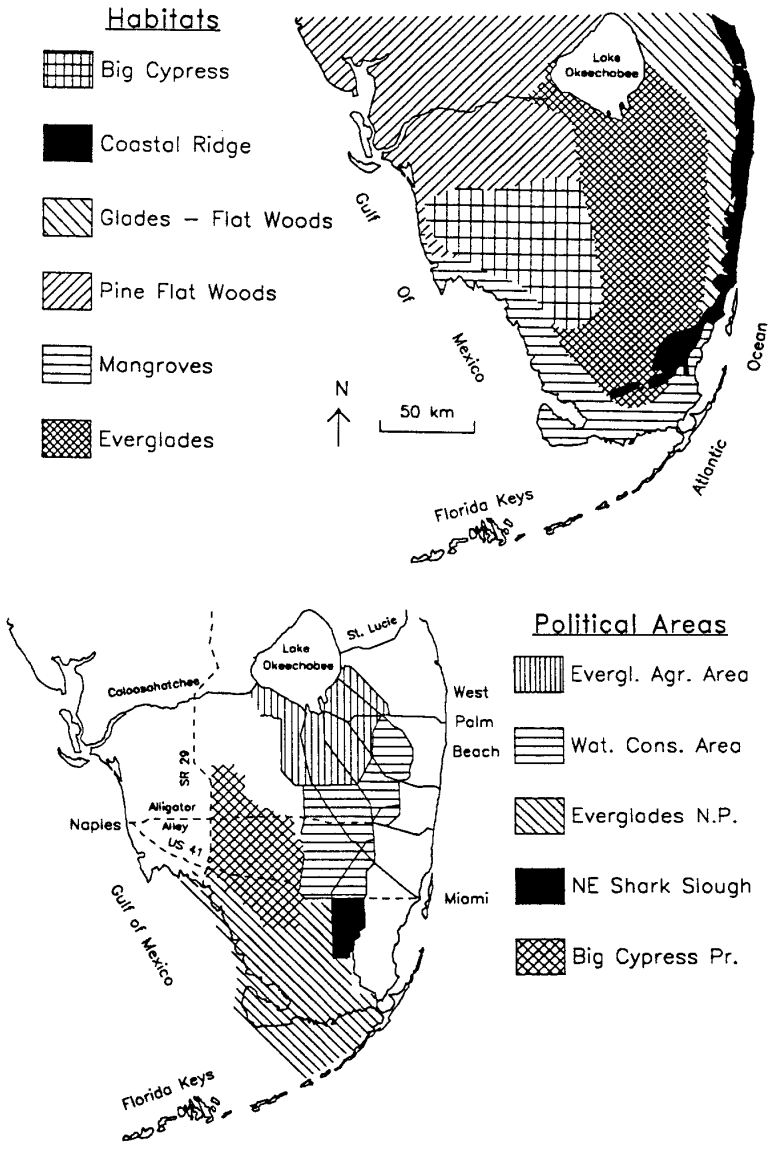 Habitats
Big Cypress
Coastal Ridge
Glades - Flat Woods
Pine Flat Woods
Mangroves
Everglades
N
50 km
Lake
Okeechobee
Gulf
Of
Mexico
Ocean
Atlantic
Florida Keys
Political Areas
Evergl. Agr. Area
Wat. Cons. Area
Everglades N.P.
NE Shark Slough
Big Cypress Pr.
St. Lucie
Lake
Okeechobee
Caloosahatchee
West
Palm
Beach
SR 29
Alligator
Alley
Naples
US 41
Miami
Gulf of Mexico
Florida Keys